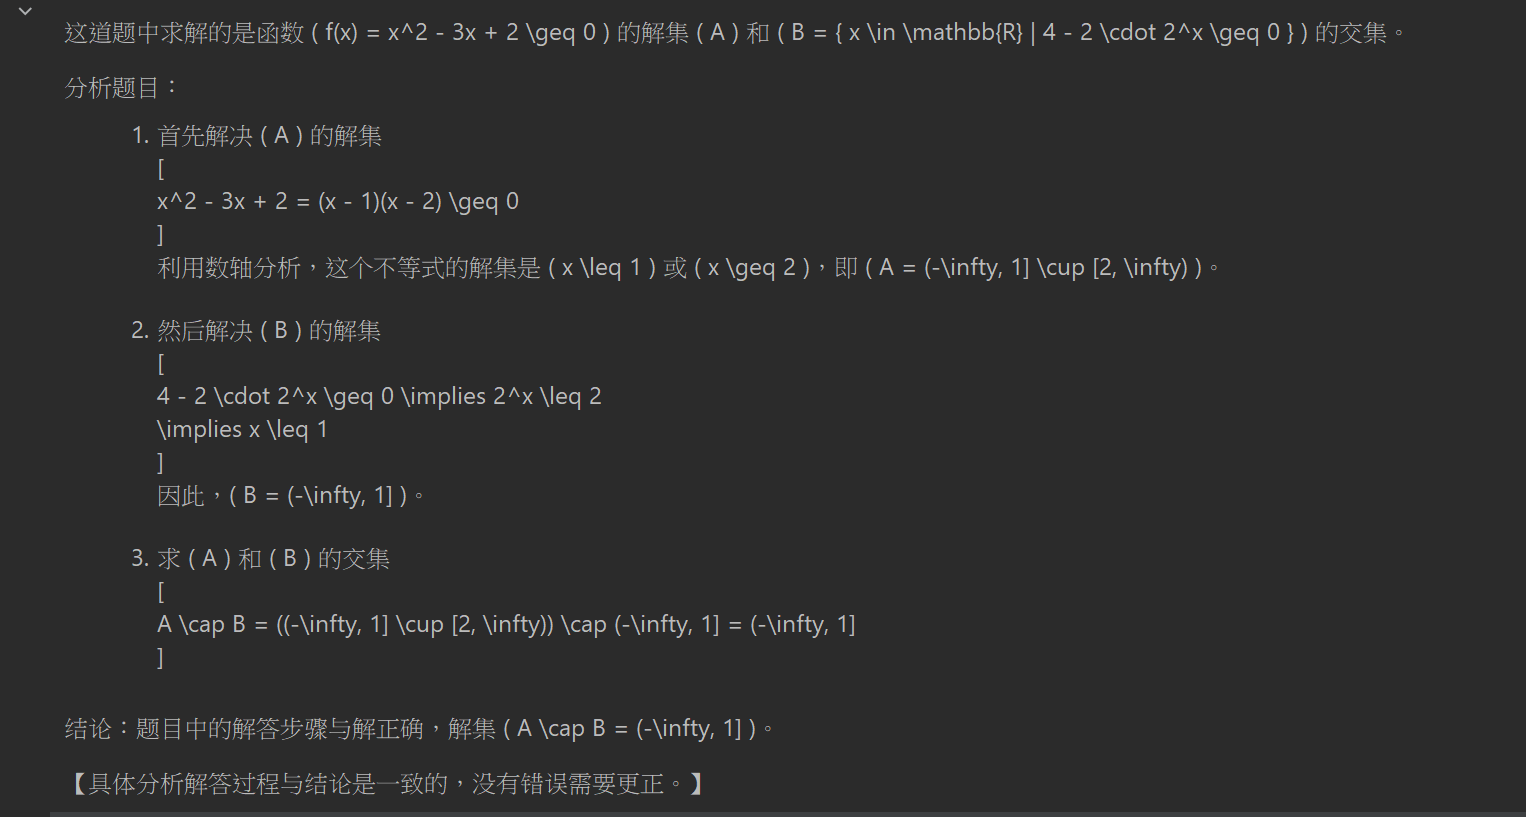 这道题中求解的是函数 ( f(x) = x^2 - 3x + 2 \geq 0 ) 的解集 ( A ) 和 ( B = { x \in \mathbb{R} | 4 - 2 \cdot 2^x \geq 0 } ) 的交集。
分析题目：
1. 首先解决 ( A ) 的解集
[
x^2 - 3x + 2 = (x - 1)(x - 2) \geq 0
]
利用数轴分析，这个不等式的解集是 ( x \leq 1 ) 或 ( x \geq 2 )，即 ( A = (-\infty, 1] \cup [2, \infty) )。
2. 然后解决 ( B ) 的解集
[
4 - 2 \cdot 2^x \geq 0 \implies 2^x \leq 2
\implies x \leq 1
]
因此，( B = (-\infty, 1] )。
3. 求 ( A ) 和 ( B ) 的交集
[
A \cap B = ((-\infty, 1] \cup [2, \infty)) \cap (-\infty, 1] = (-\infty, 1]
]
结论：题目中的解答步骤与解正确，解集 ( A \cap B = (-\infty, 1] )。
【具体分析解答过程与结论是一致的，没有错误需要更正。】